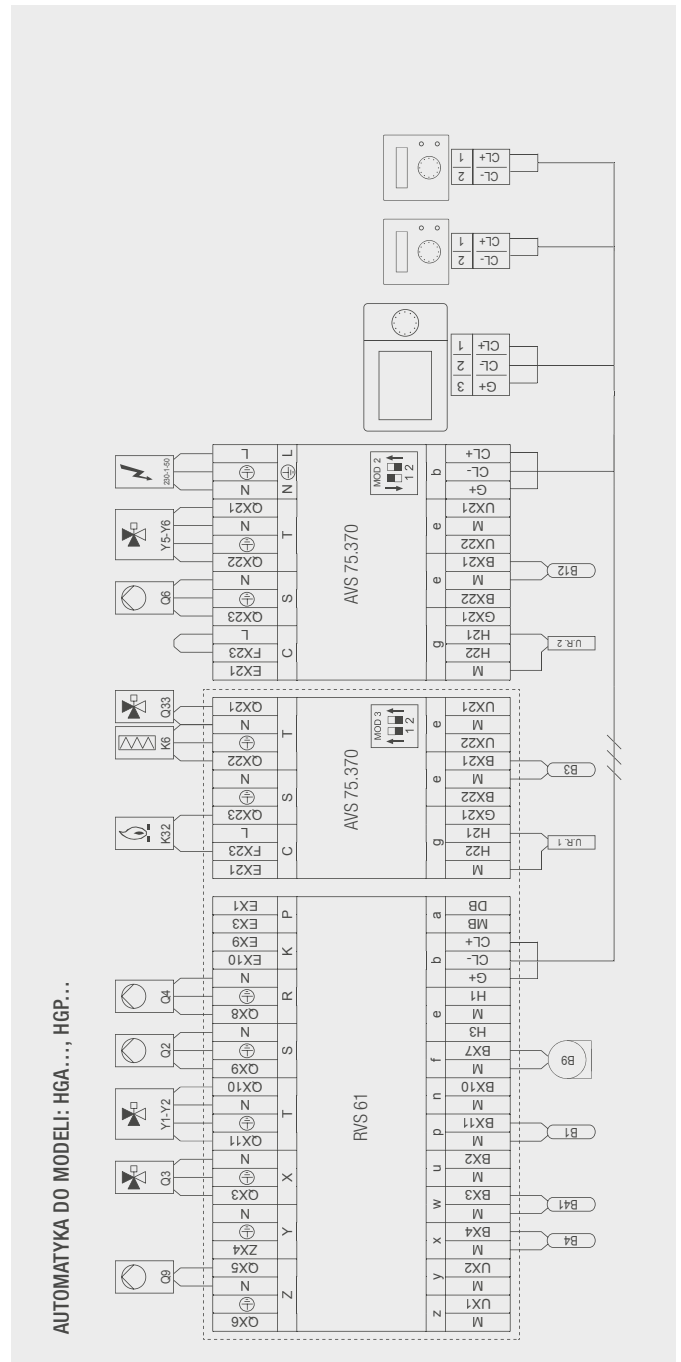 AUTOMATYKA DO MODELI: HGA..., HGP...
Q9 Q3 Y1-Y2 Q2 Q4 K32 K6 Q33 Q6 Y5-Y6 230-1-50
QX6
N
QX5
ZX4
N
QX3
N
QX11
N
QX10
QX9
N
QX8
N
EX10
EX9
EX3
EX1
Z Y X T S R K P
RVS 61
z y x w u p n f e b a
M
UX1
M
UX2
M
BX4
M
BX3
M
BX2
M
BX11
M
BX10
M
BX7
H3
M
H1
G+
CL-
CL+
MB
DB
B4
B41
B1
B9
EX21
FX23
L
QX23
N
QX22
N
QX21
C S T
AVS 75.370
MOD 3
1 2
g e e
M
H22
H21
GX21
BX22
M
BX21
UX22
M
UX21
U.R. 1
B3
EX21
FX23
L
QX23
N
QX22
N
QX21
N
L
C S T N L
AVS 75.370
MOD 2
1 2
g e e b
M
H22
H21
GX21
BX22
M
BX21
UX22
M
UX21
G+
CL-
CL+
U.R. 2
B12
3 2 1
G+ CL- CL+
2 1
CL- CL+
2 1
CL- CL+